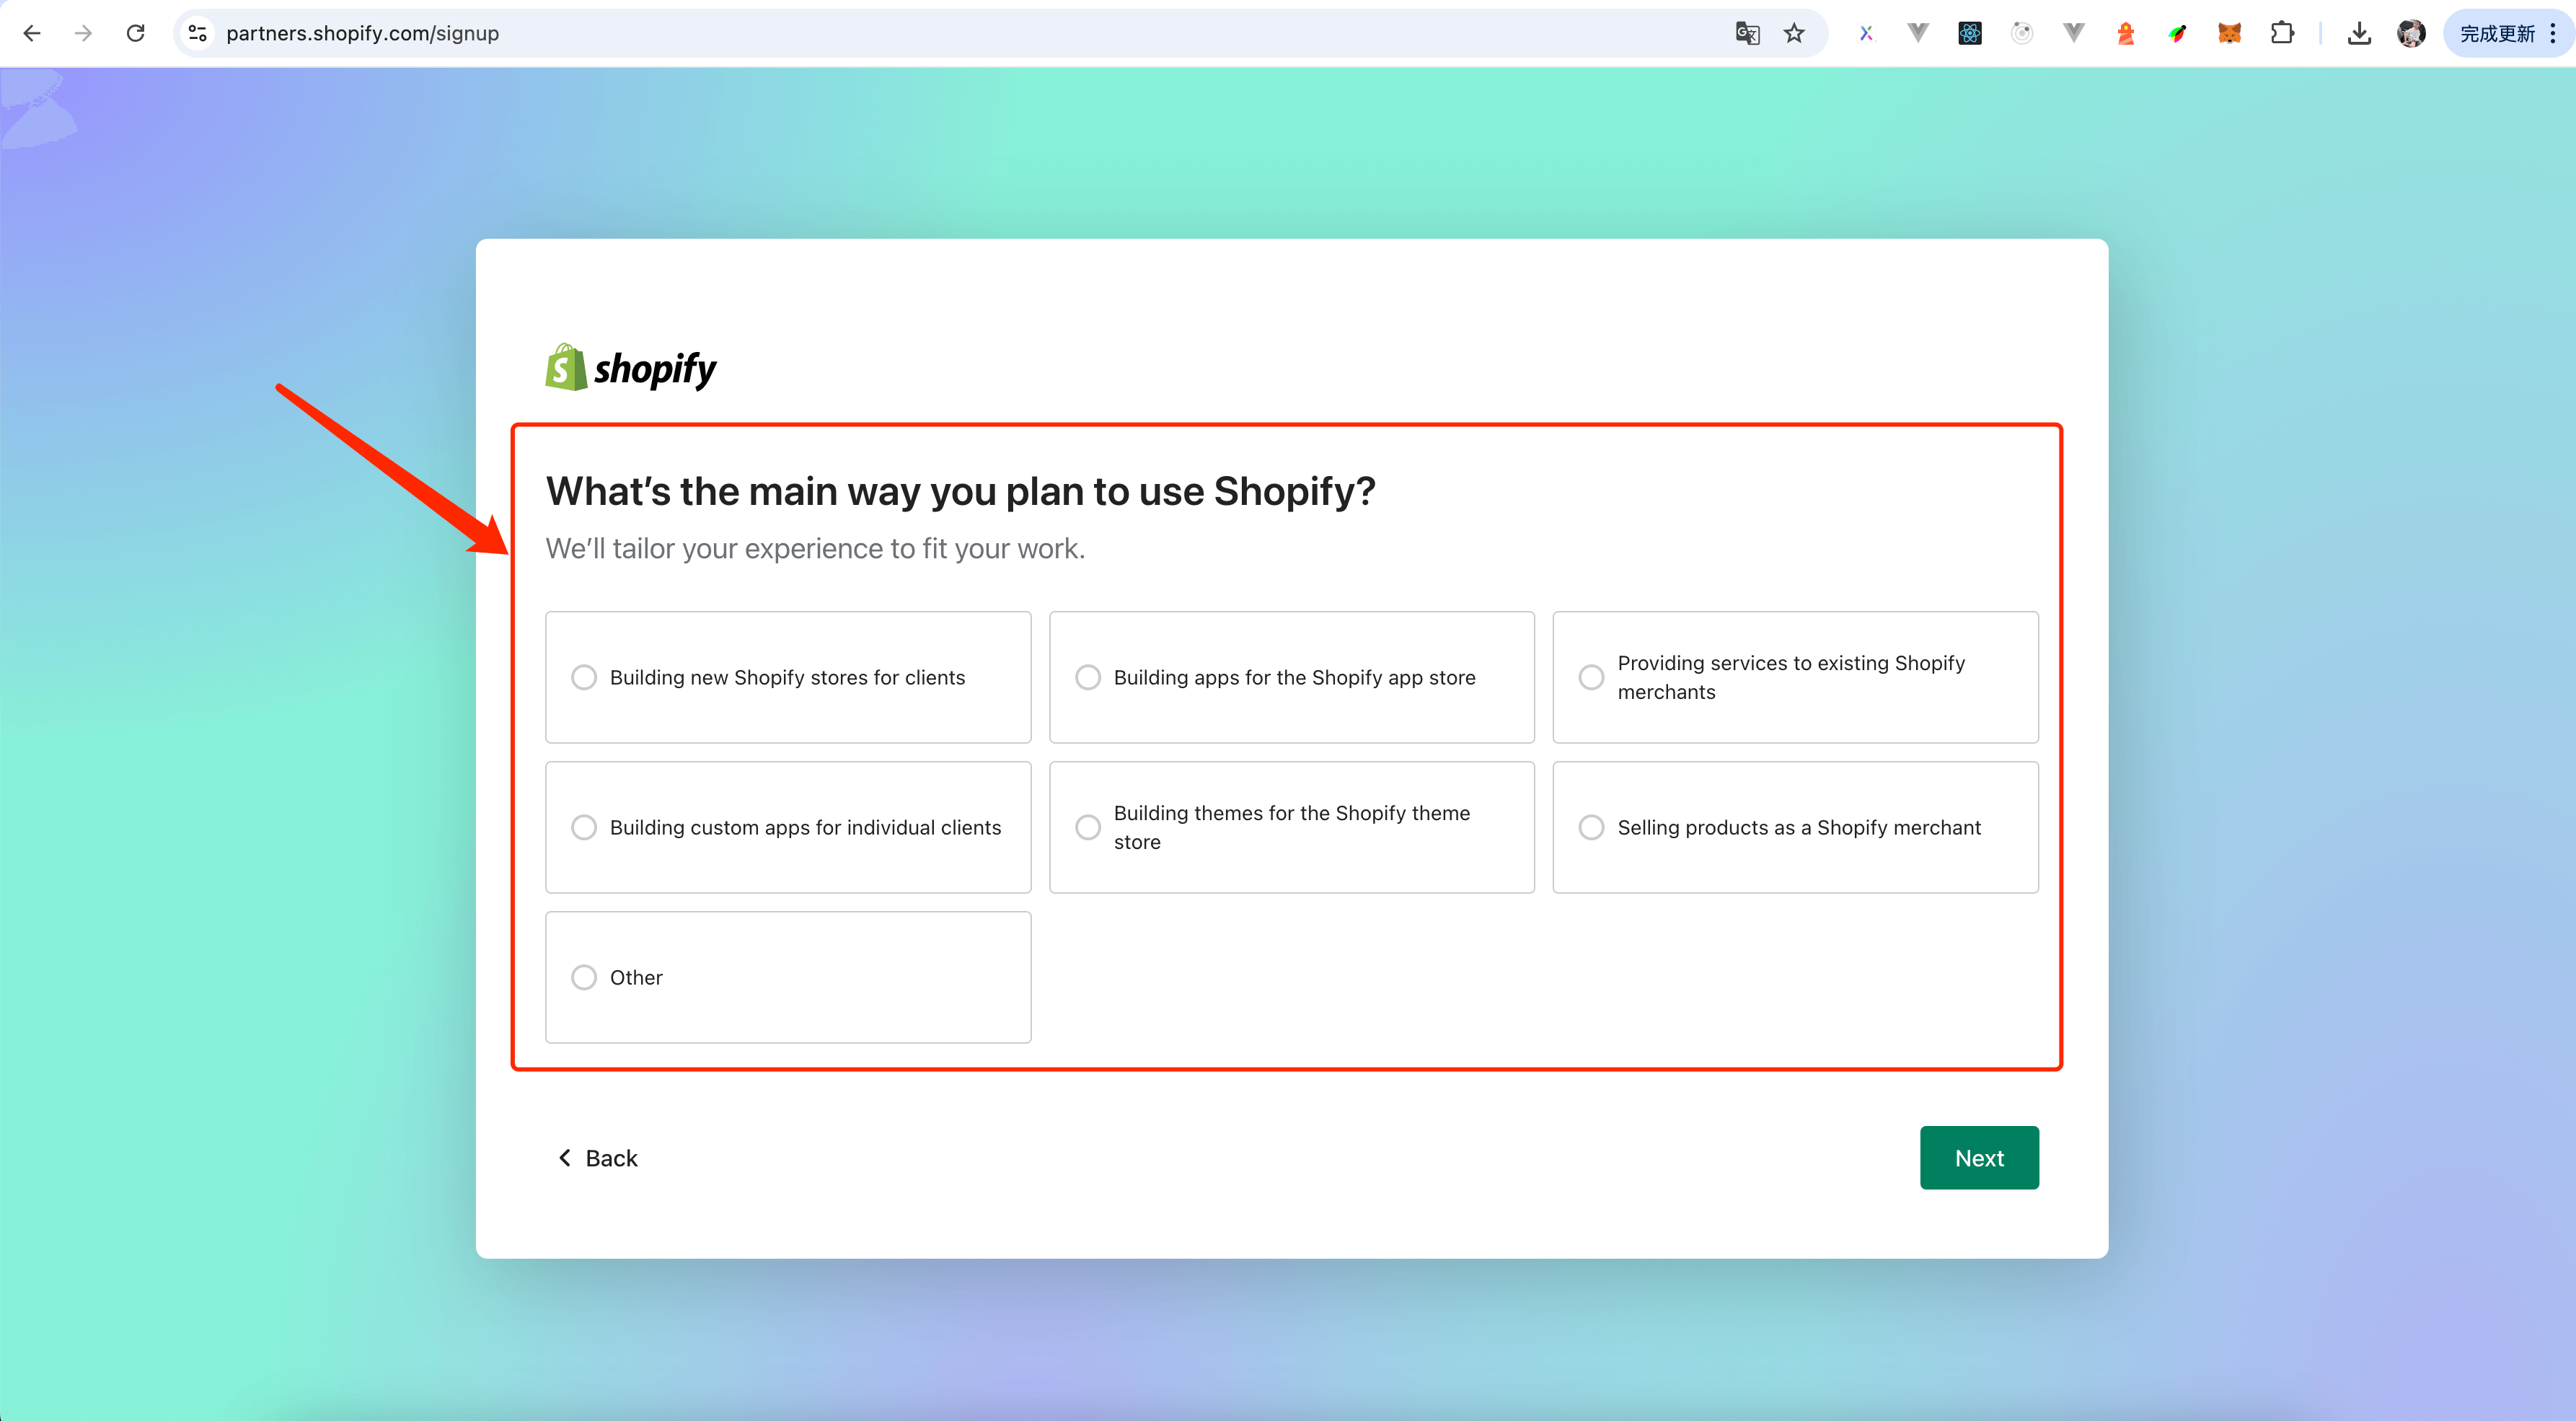 partners.shopify.com/signup
完成更新
shopify
What's the main way you plan to use Shopify?
We'll tailor your experience to fit your work.
Building new Shopify stores for clients
Building apps for the Shopify app store
Providing services to existing Shopify
merchants
Building custom apps for individual clients
Building themes for the Shopify theme
store
Selling products as a Shopify merchant
Other
Back
Next